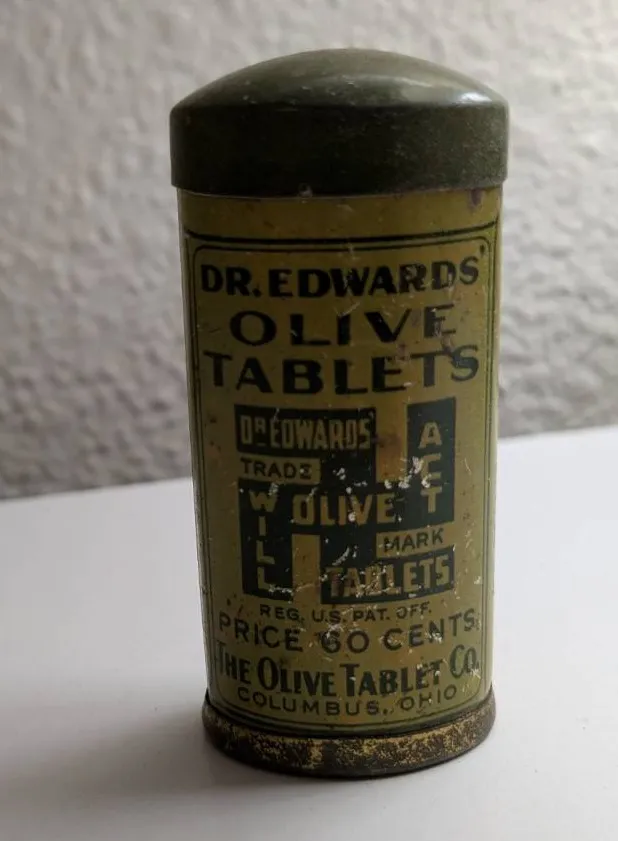 DR. EDWARDS'
OLIVE
TABLETS
DR EDWARDS'
ACT
TRADE
WILL
OLIVE
MARK
TABLETS
REG. U.S. PAT. OFF.
PRICE 60 CENTS
THE OLIVE TABLET CO.
COLUMBUS, OHIO